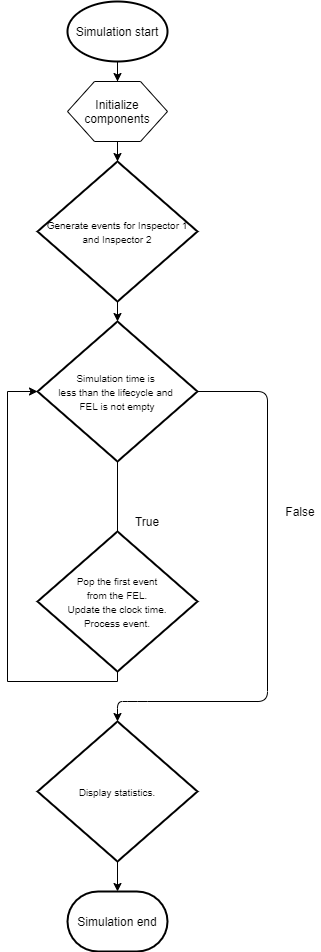 Simulation start
Initialize
components
Generate events for Inspector 1
and Inspector 2
Simulation time is
less than the lifecycle and
FEL is not empty
False
True
Pop the first event
from the FEL.
Update the clock time.
Process event.
Display statistics.
Simulation end